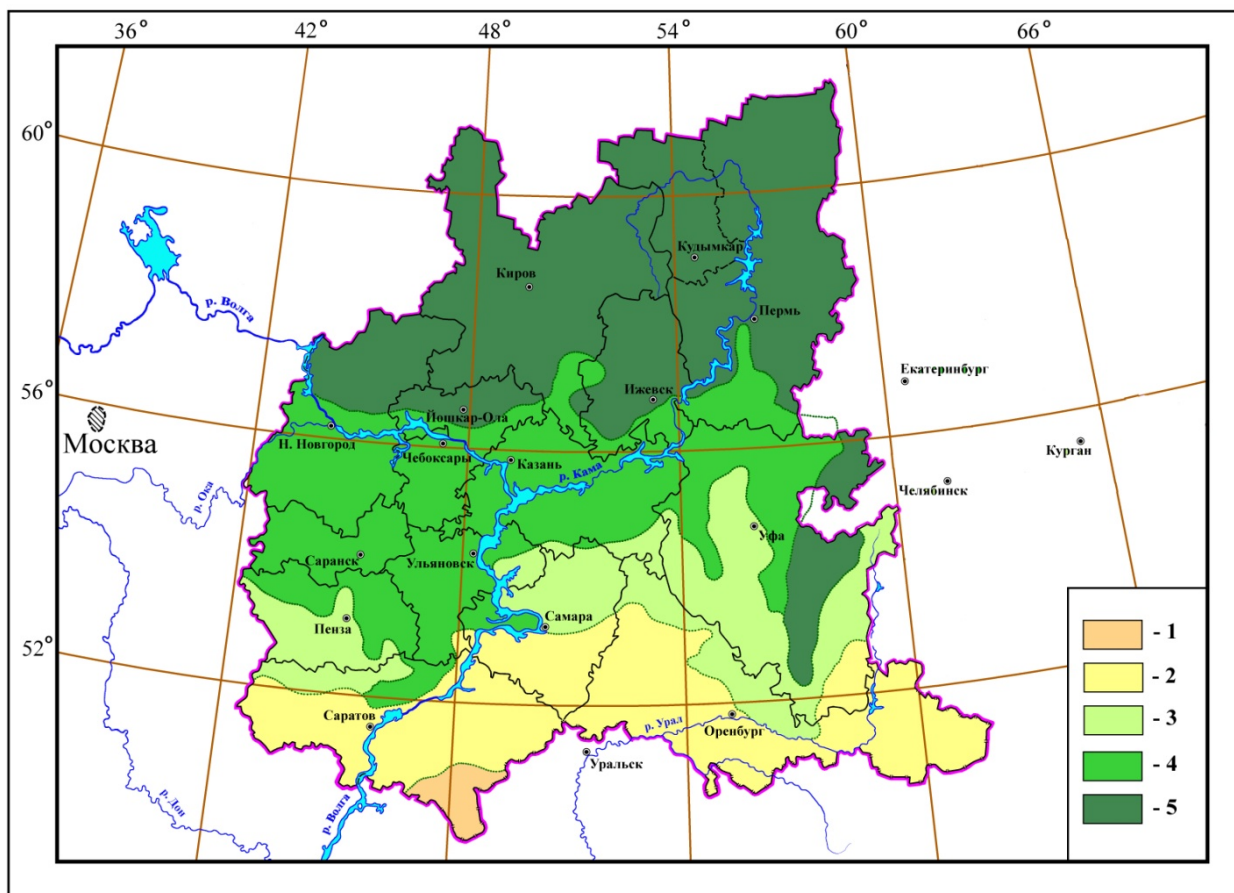 36° 42° 48° 54° 60° 66°
60°
Кудымкар
Киров
р. Волга
Пермь
56°
Екатеринбург
Ижевск
Йошкар-Ола
Москва
Н. Новгород
Чебоксары
Казань
р. Кама
Курган
Челябинск
р. Ока
Уфа
Саранск
Ульяновск
Пенза
Самара
52°
- 1
- 2
- 3
- 4
- 5
Саратов
р. Урал
Оренбург
Уральск
р. Дон
р. Волга